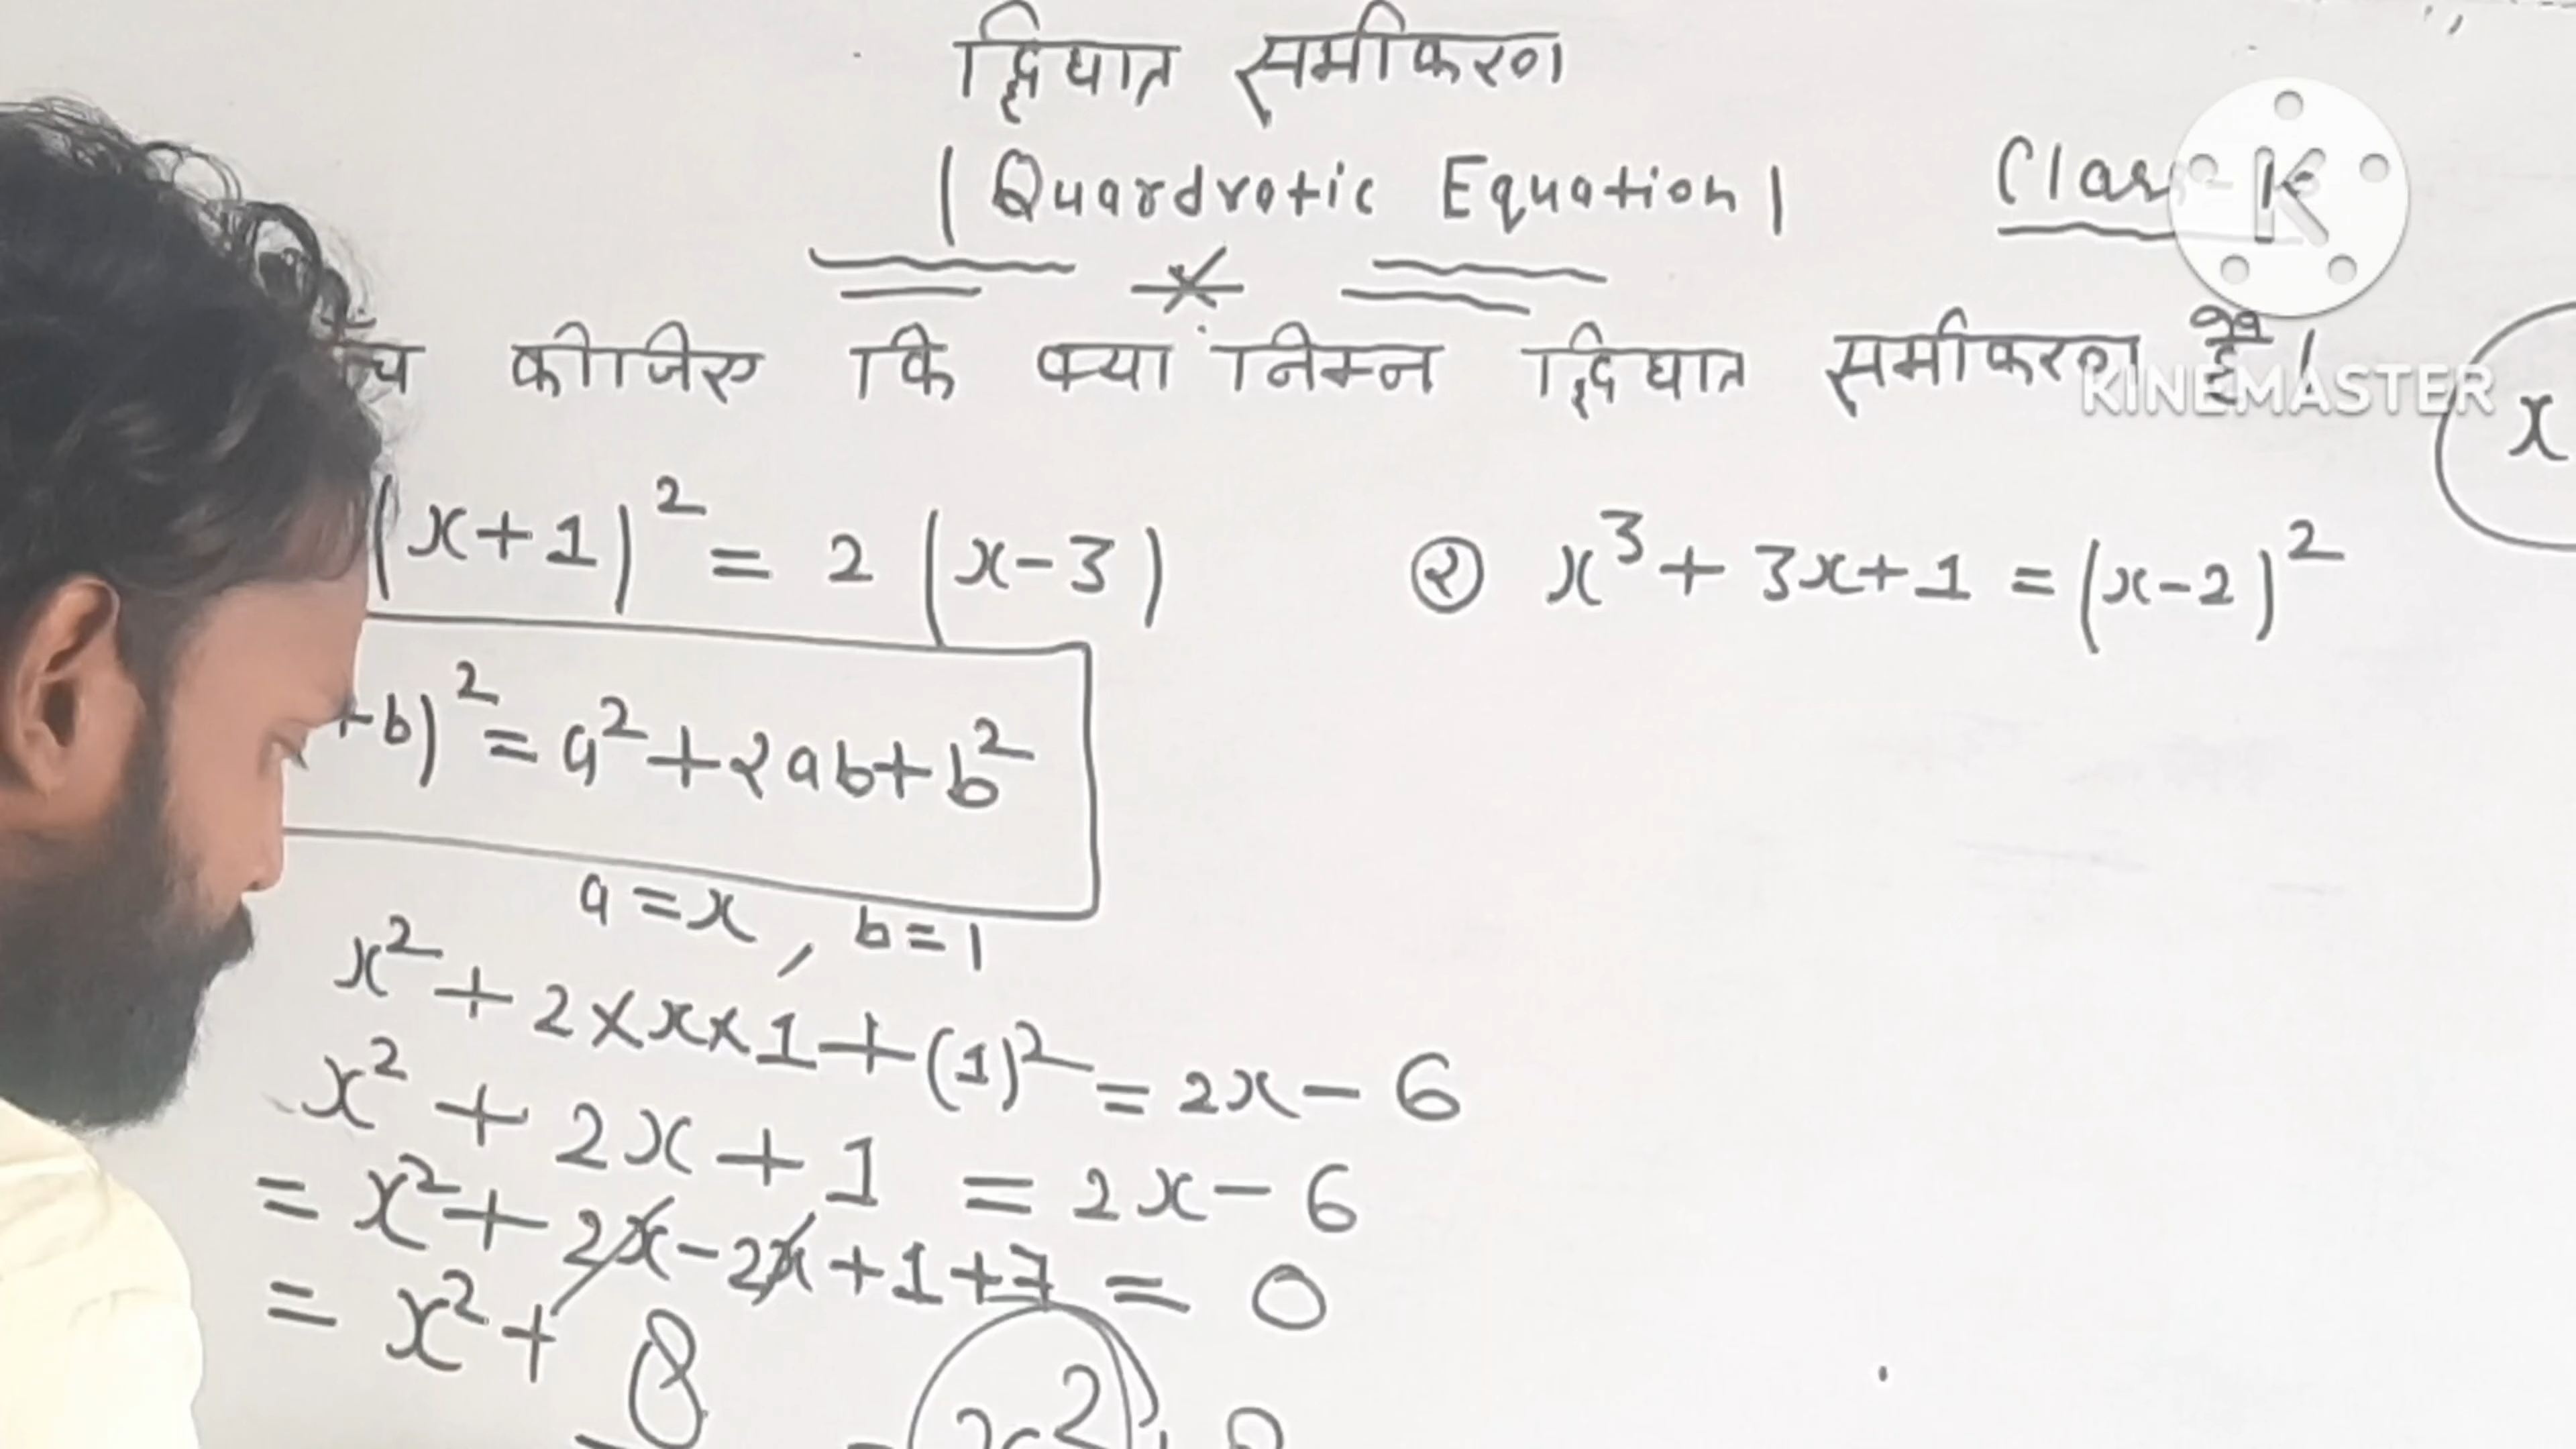 द्विघात समीकरण
| Quardratic Equation |
Class
कीजिए कि क्या निम्न द्विघात समीकरण है।
KINEMASTER
x
(x+1)² = 2 (x-3)
② x³ + 3x + 1 = (x-2)²
+b)² = a² + 2ab + b²
a = x , b = 1
x² + 2 × x × 1 + (1)² = 2x - 6
x² + 2x + 1 = 2x - 6
= x² + 2x - 2x + 1 + 7 = 0
= x² + 8